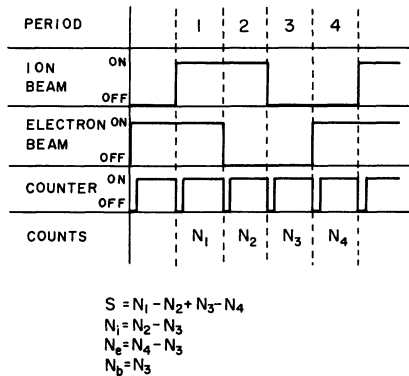 PERIOD 1 2 3 4
ION BEAM ON OFF
ELECTRON BEAM ON OFF
COUNTER ON OFF
COUNTS N₁ N₂ N₃ N₄
S = N₁ - N₂ + N₃ - N₄
Nᵢ = N₂ - N₃
Nₑ = N₄ - N₃
N_b = N₃